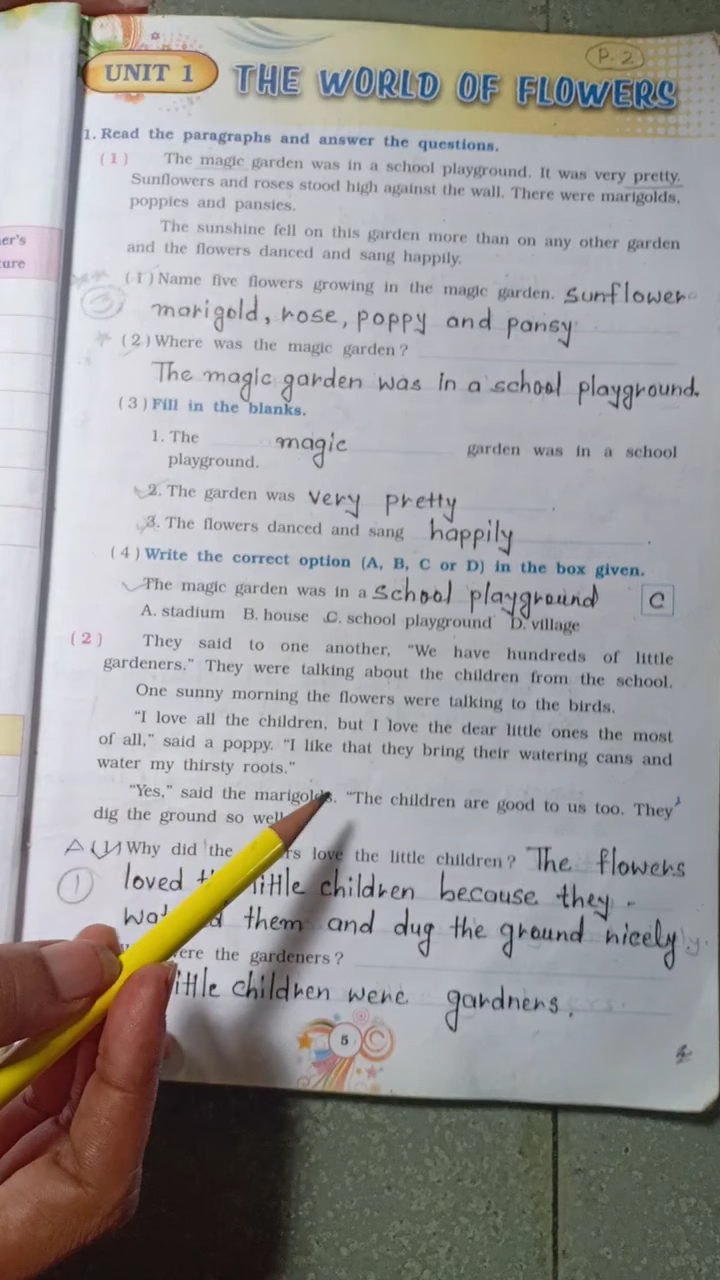 P. 2
UNIT 1 THE WORLD OF FLOWERS
1. Read the paragraphs and answer the questions.
(1) The magic garden was in a school playground. It was very pretty.
Sunflowers and roses stood high against the wall. There were marigolds,
poppies and pansies.
The sunshine fell on this garden more than on any other garden
and the flowers danced and sang happily.
(1) Name five flowers growing in the magic garden. Sunflower
marigold, rose, poppy and pansy
(2) Where was the magic garden?
The magic garden was in a school playground.
(3) Fill in the blanks.
1. The magic garden was in a school
playground.
2. The garden was very pretty.
3. The flowers danced and sang happily.
(4) Write the correct option (A, B, C or D) in the box given.
The magic garden was in a school playground C
A. stadium B. house C. school playground D. village
(2) They said to one another, "We have hundreds of little
gardeners." They were talking about the children from the school.
One sunny morning the flowers were talking to the birds.
"I love all the children, but I love the dear little ones the most
of all," said a poppy. "I like that they bring their watering cans and
water my thirsty roots."
"Yes," said the marigolds. "The children are good to us too. They
dig the ground so well
(1) Why did the love the little children? The flowers
1 loved little children because they
them and dug the ground nicely
were the gardeners?
little children were gardners.
5